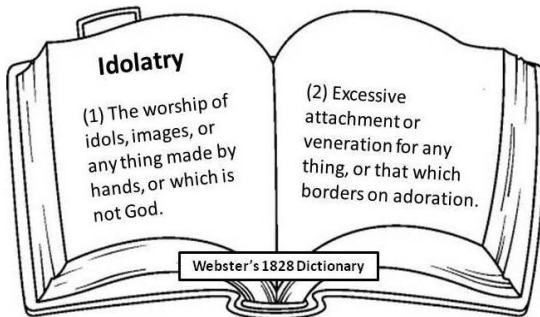 Idolatry
(1) The worship of
idols, images, or
any thing made by
hands, or which is
not God.
(2) Excessive
attachment or
veneration for any
thing, or that which
borders on adoration.
Webster's 1828 Dictionary